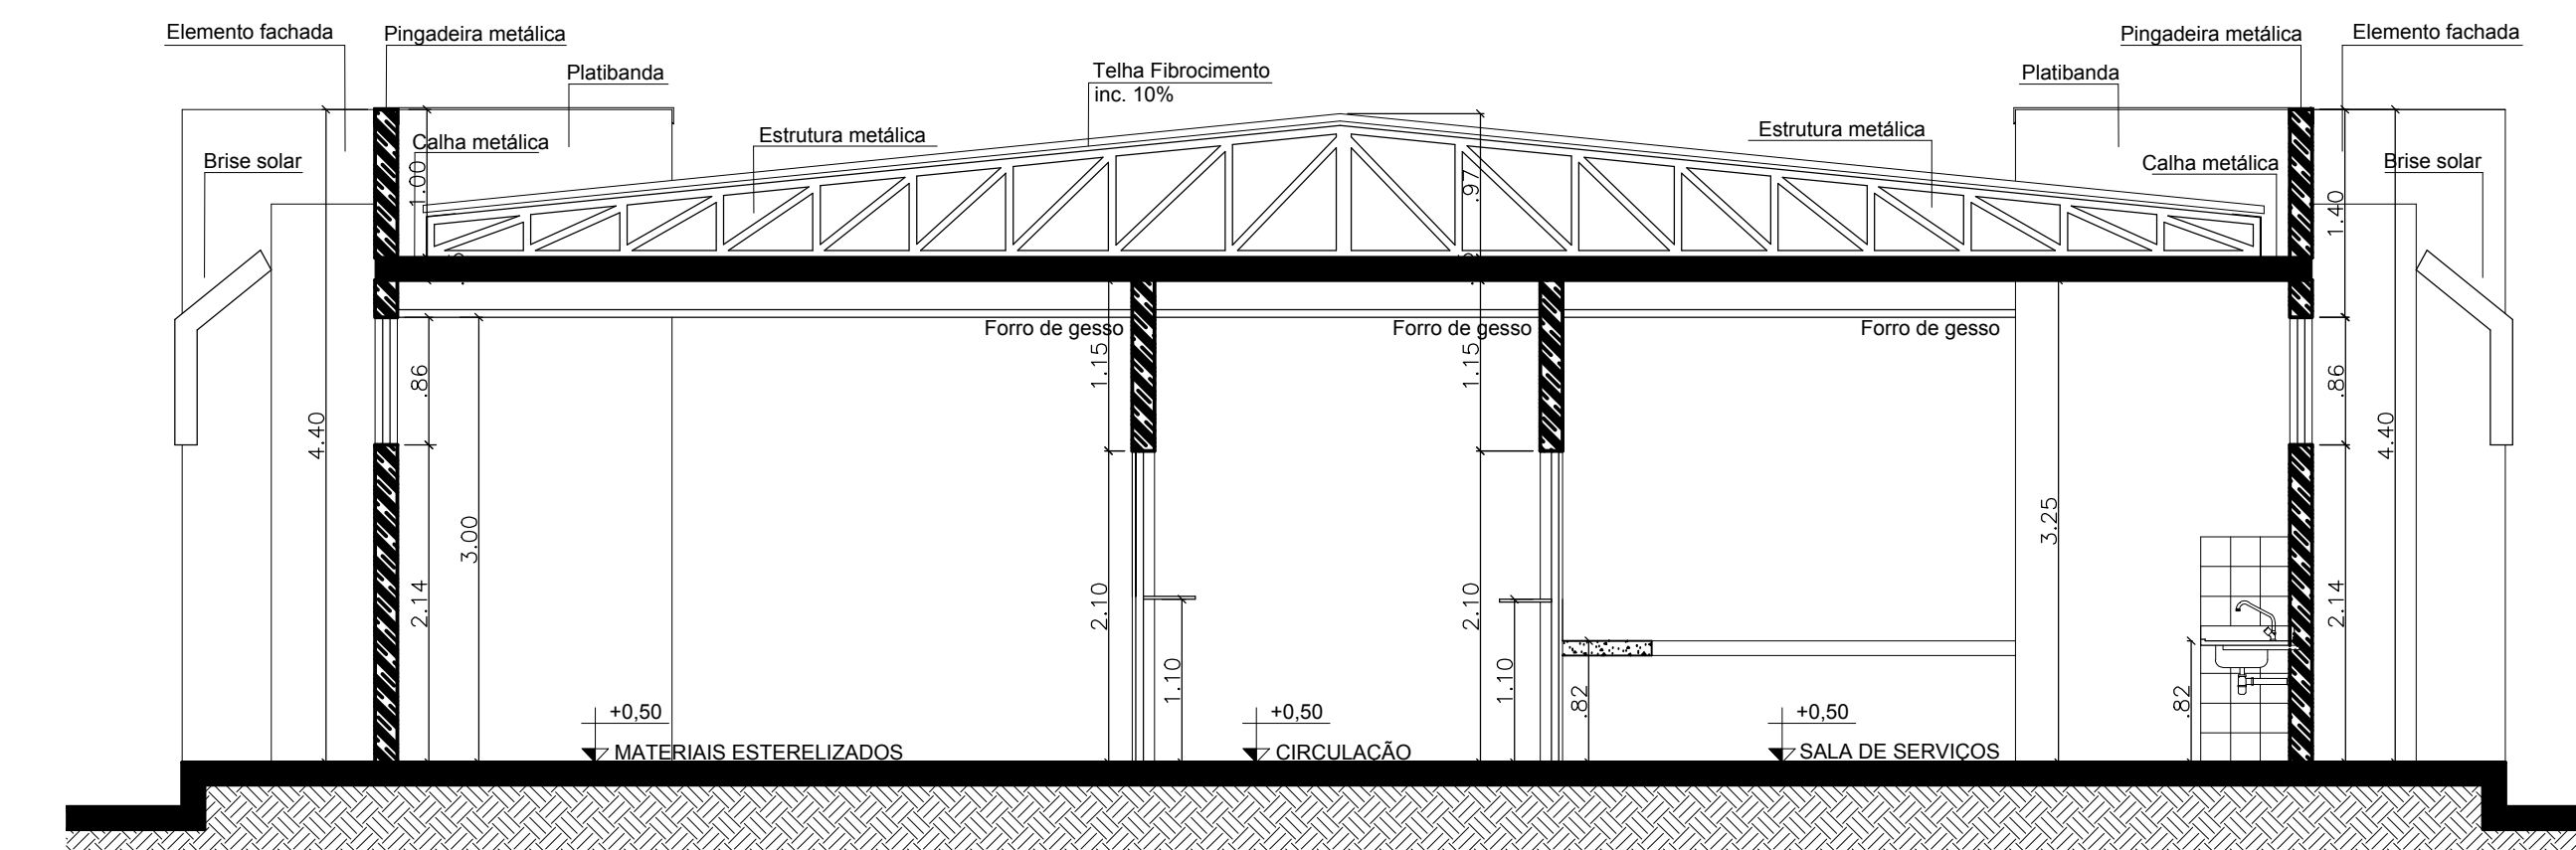 Elemento fachada
Pingadeira metálica
Platibanda
Telha Fibrocimento
inc. 10%
Pingadeira metálica
Elemento fachada
Platibanda
Calha metálica
Estrutura metálica
Estrutura metálica
Brise solar
Calha metálica
Brise solar
1.00
.97
1.40
Forro de gesso
Forro de gesso
Forro de gesso
.86
1.15
1.15
.86
4.40
4.40
3.00
3.25
2.14
2.10
2.10
2.14
1.10
1.10
.82
.82
+0,50
+0,50
+0,50
MATERIAIS ESTERELIZADOS
CIRCULAÇÃO
SALA DE SERVIÇOS